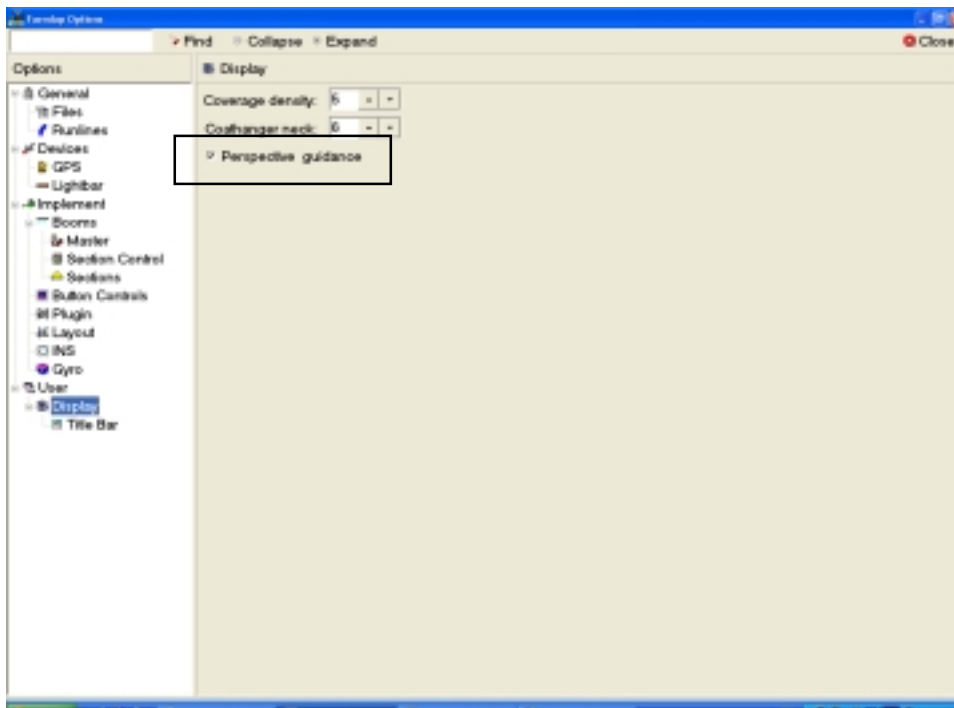 Options
Find Collapse Expand Close
Options
Display
General
Files
Runlines
Devices
GPS
Lightbar
Implement
Booms
Master
Section Control
Sections
Button Controls
Plugin
Layout
INS
Gyro
User
Display
Title Bar
Coverage density: 6
Coathanger neck: 6
Perspective guidance